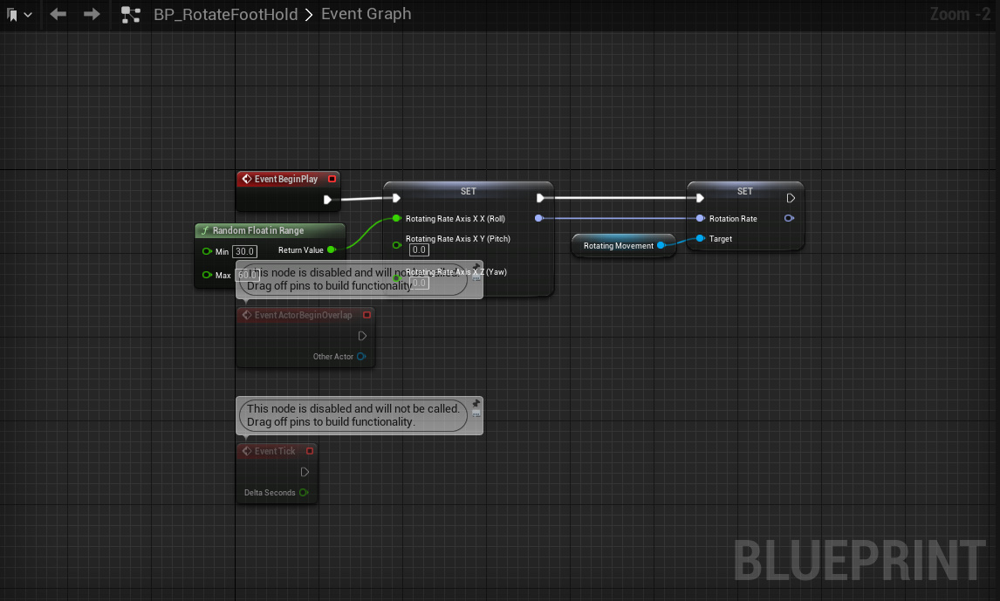 BP_RotateFootHold > Event Graph
Zoom -2
Event BeginPlay
SET
Rotating Rate Axis X X (Roll)
Rotating Rate Axis X Y (Pitch)
0.0
Rotating Rate Axis X Z (Yaw)
0.0
SET
Rotation Rate
Target
Rotating Movement
Random Float in Range
Min 30.0
Return Value
Max 60.0
This node is disabled and will not be called.
Drag off pins to build functionality.
Event ActorBeginOverlap
Other Actor
This node is disabled and will not be called.
Drag off pins to build functionality.
Event Tick
Delta Seconds
BLUEPRINT